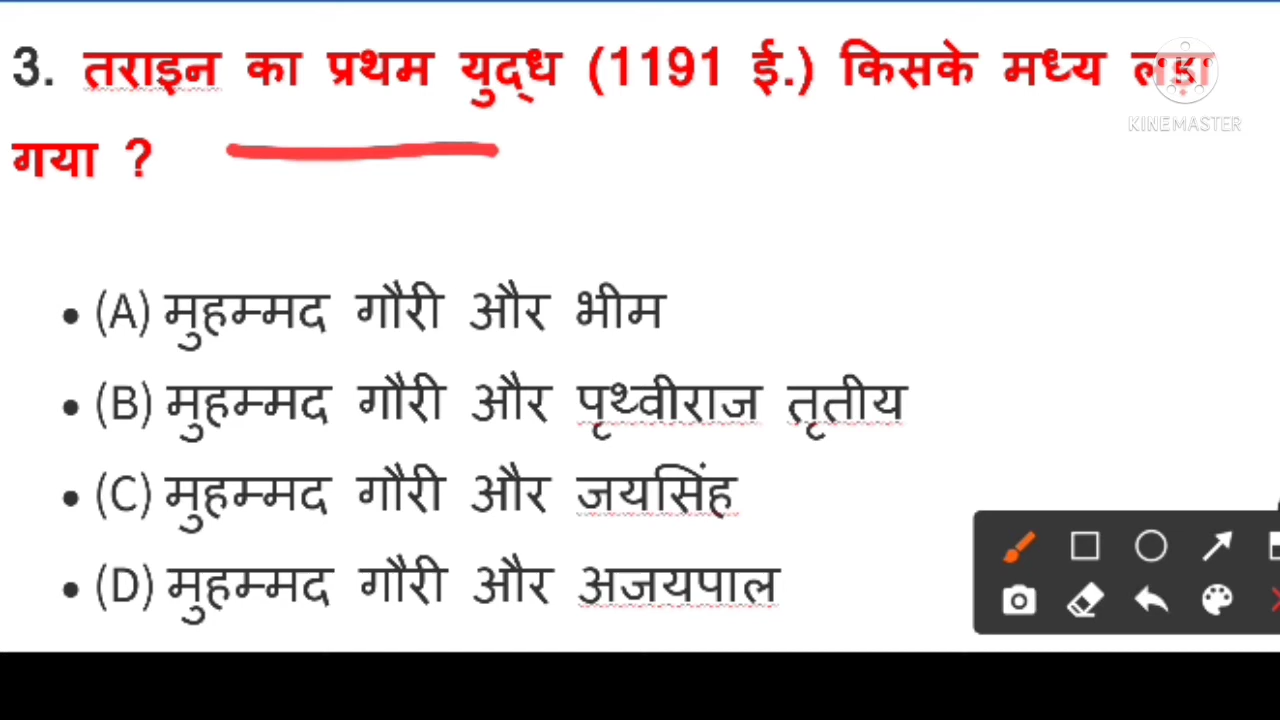 3. तराइन का प्रथम युद्ध (1191 ई.) किसके मध्य लड़ा
गया ?
KINEMASTER
• (A) मुहम्मद गौरी और भीम
• (B) मुहम्मद गौरी और पृथ्वीराज तृतीय
• (C) मुहम्मद गौरी और जयसिंह
• (D) मुहम्मद गौरी और अजयपाल